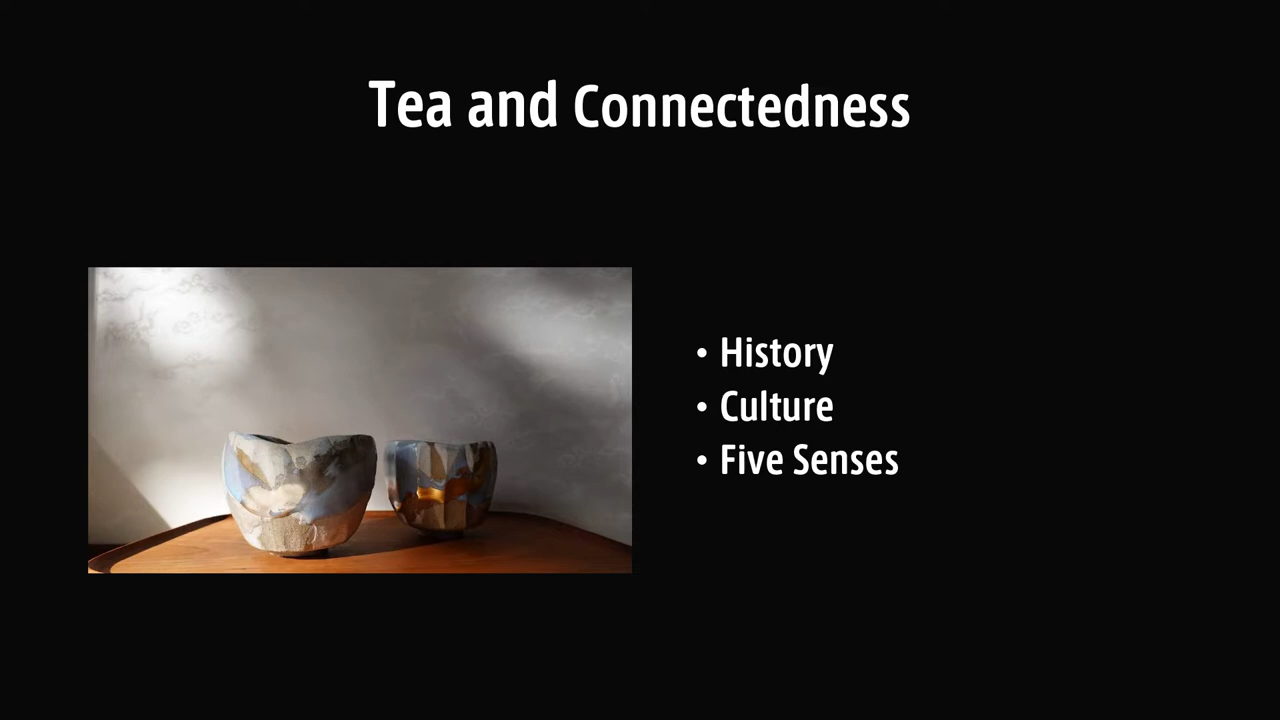 Tea and Connectedness
• History
• Culture
• Five Senses